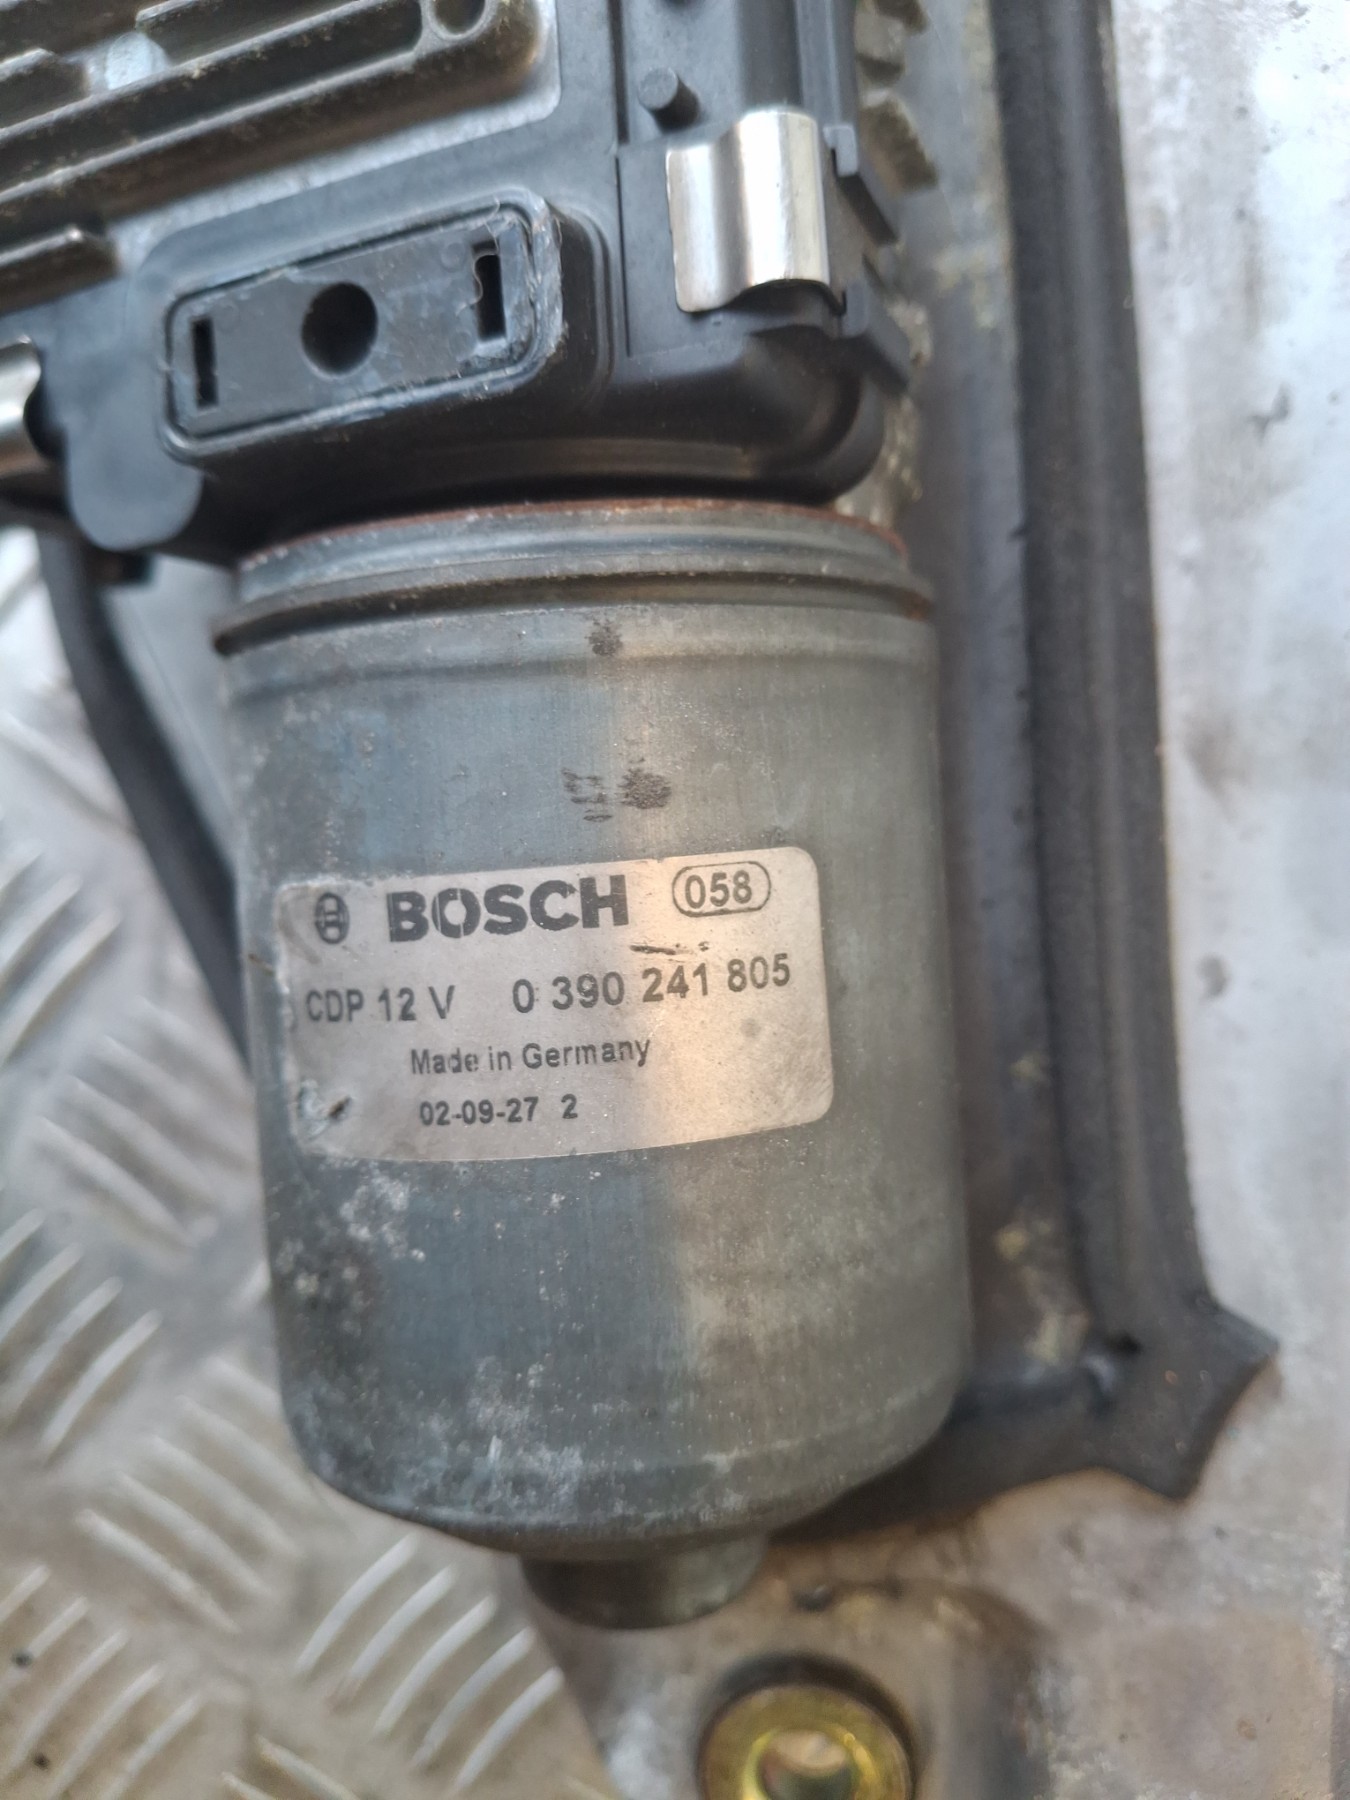 BOSCH 058
CDP 12 V 0 390 241 805
Made in Germany
02-09-27 2